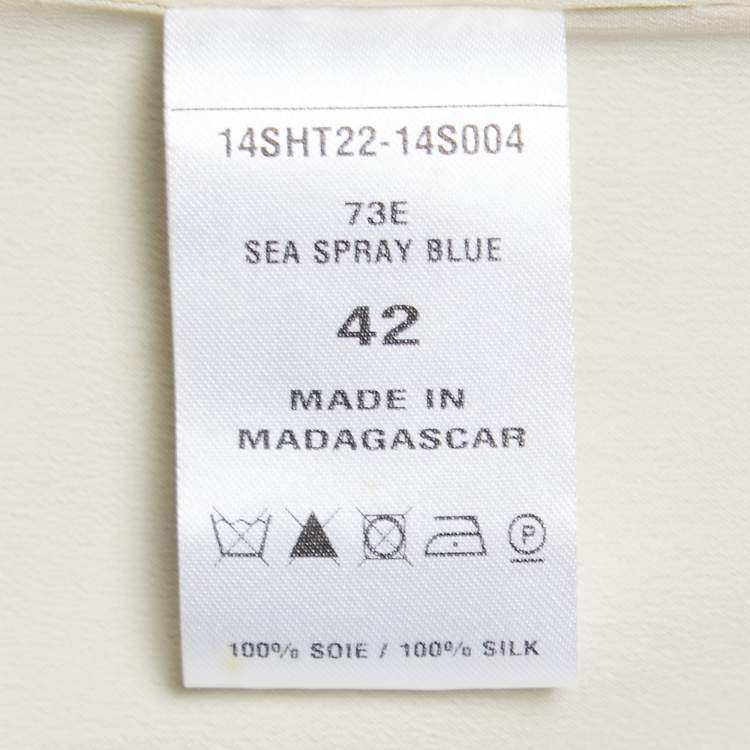 14SHT22-14S004
73E
SEA SPRAY BLUE
42
MADE IN
MADAGASCAR
P
100% SOIE / 100% SILK